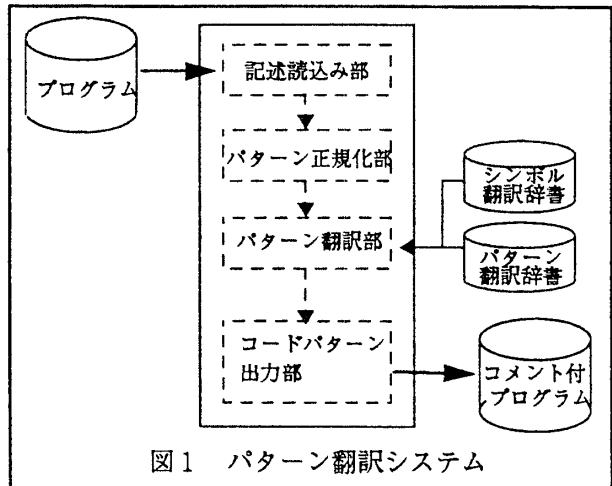 プログラム
記述読込み部
パターン正規化部
パターン翻訳部
シンボル
翻訳辞書
パターン
翻訳辞書
コードパターン
出力部
コメント付
プログラム
図1 パターン翻訳システム